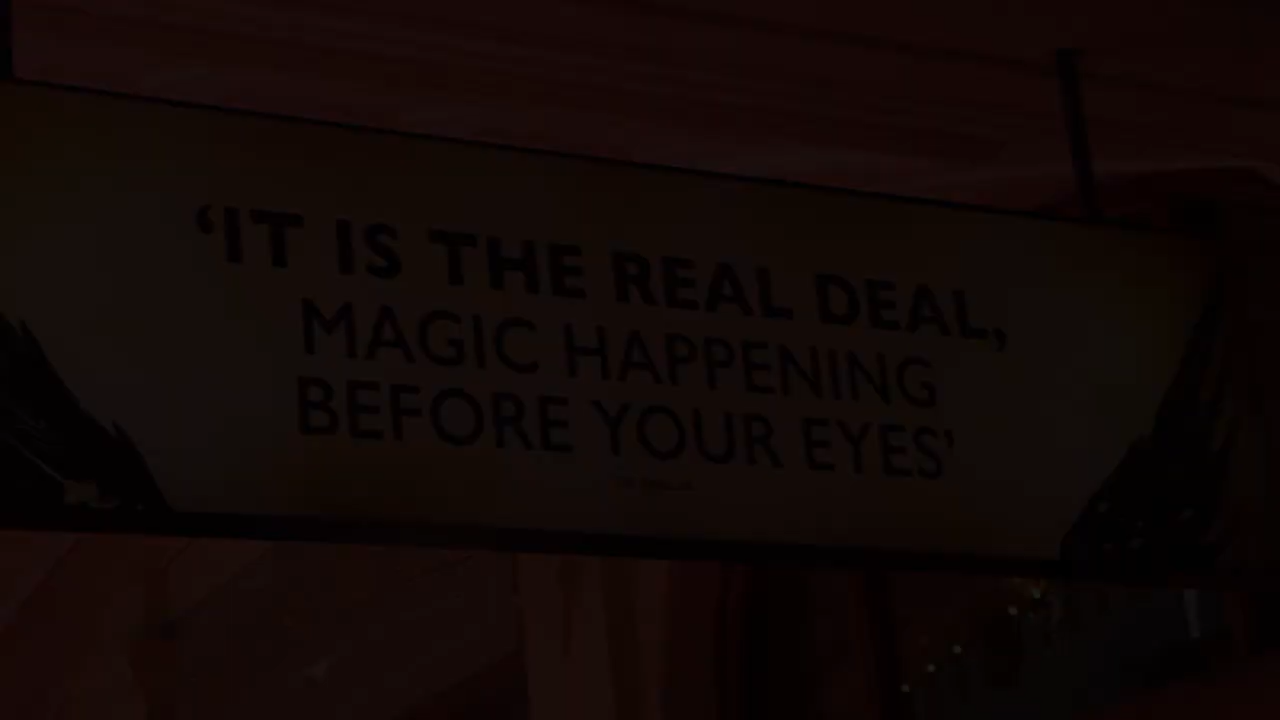 ‘IT IS THE REAL DEAL,
MAGIC HAPPENING
BEFORE YOUR EYES’